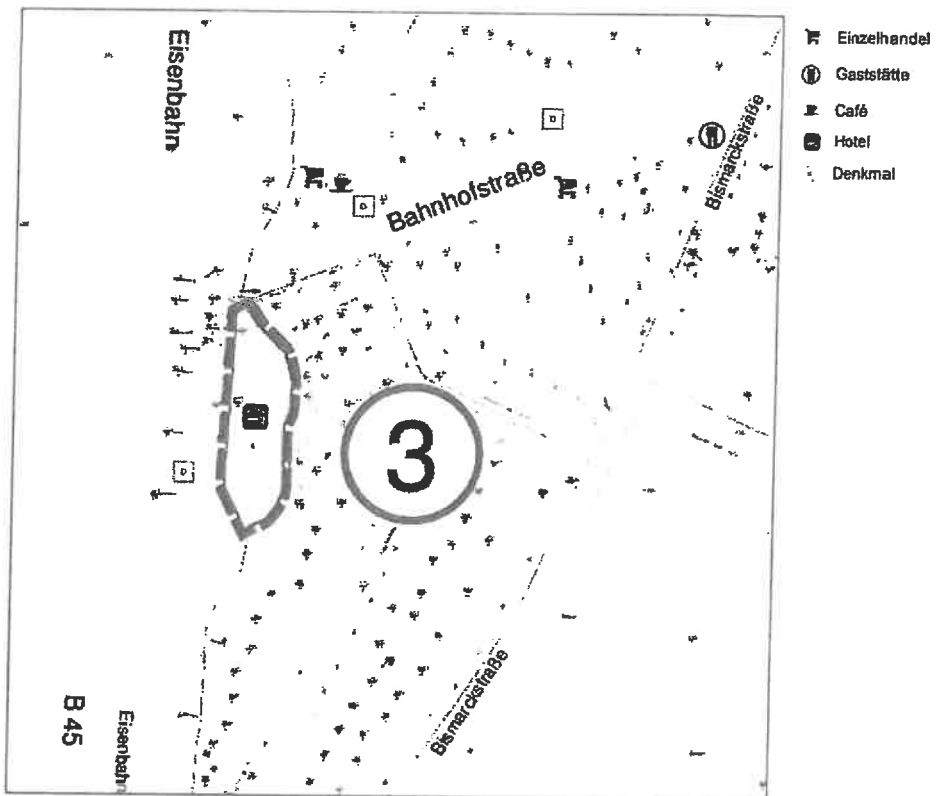 Eisenbahn
Bahnhofstraße
Bismarckstraße
3
Bismarckstraße
B 45
Eisenbahn
Einzelhandel
Gaststätte
Café
Hotel
Denkmal